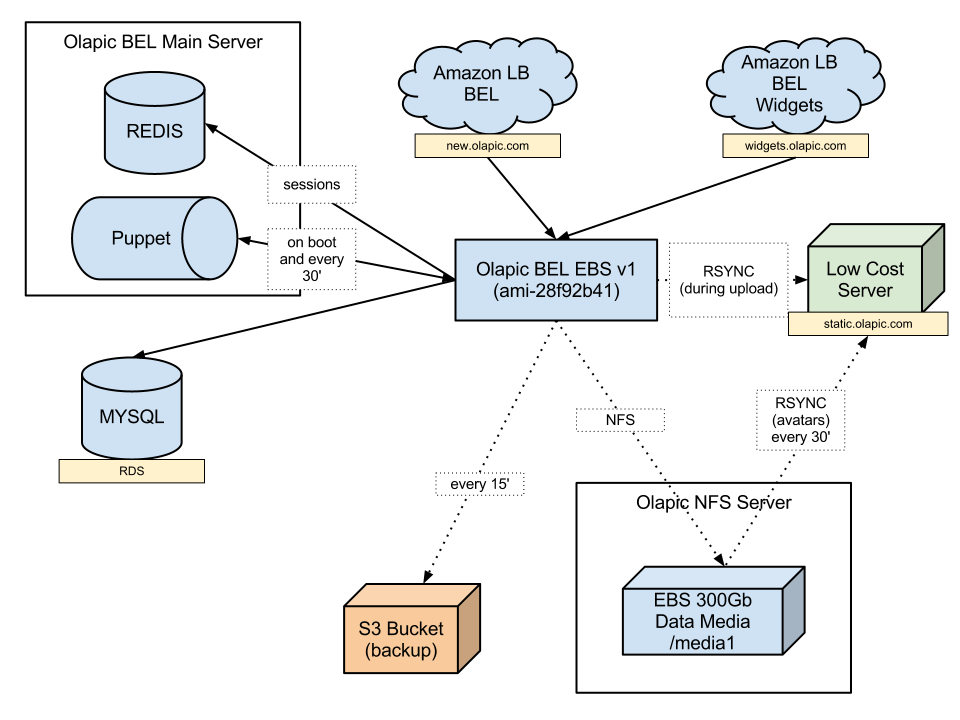 Olapic BEL Main Server
REDIS
Puppet
sessions
on boot
and every
30'
Amazon LB
BEL
new.olapic.com
Amazon LB
BEL
Widgets
widgets.olapic.com
Olapic BEL EBS v1
(ami-28f92b41)
RSYNC
(during upload)
Low Cost
Server
static.olapic.com
MYSQL
RDS
NFS
RSYNC
(avatars)
every 30'
every 15'
S3 Bucket
(backup)
Olapic NFS Server
EBS 300Gb
Data Media
/media1